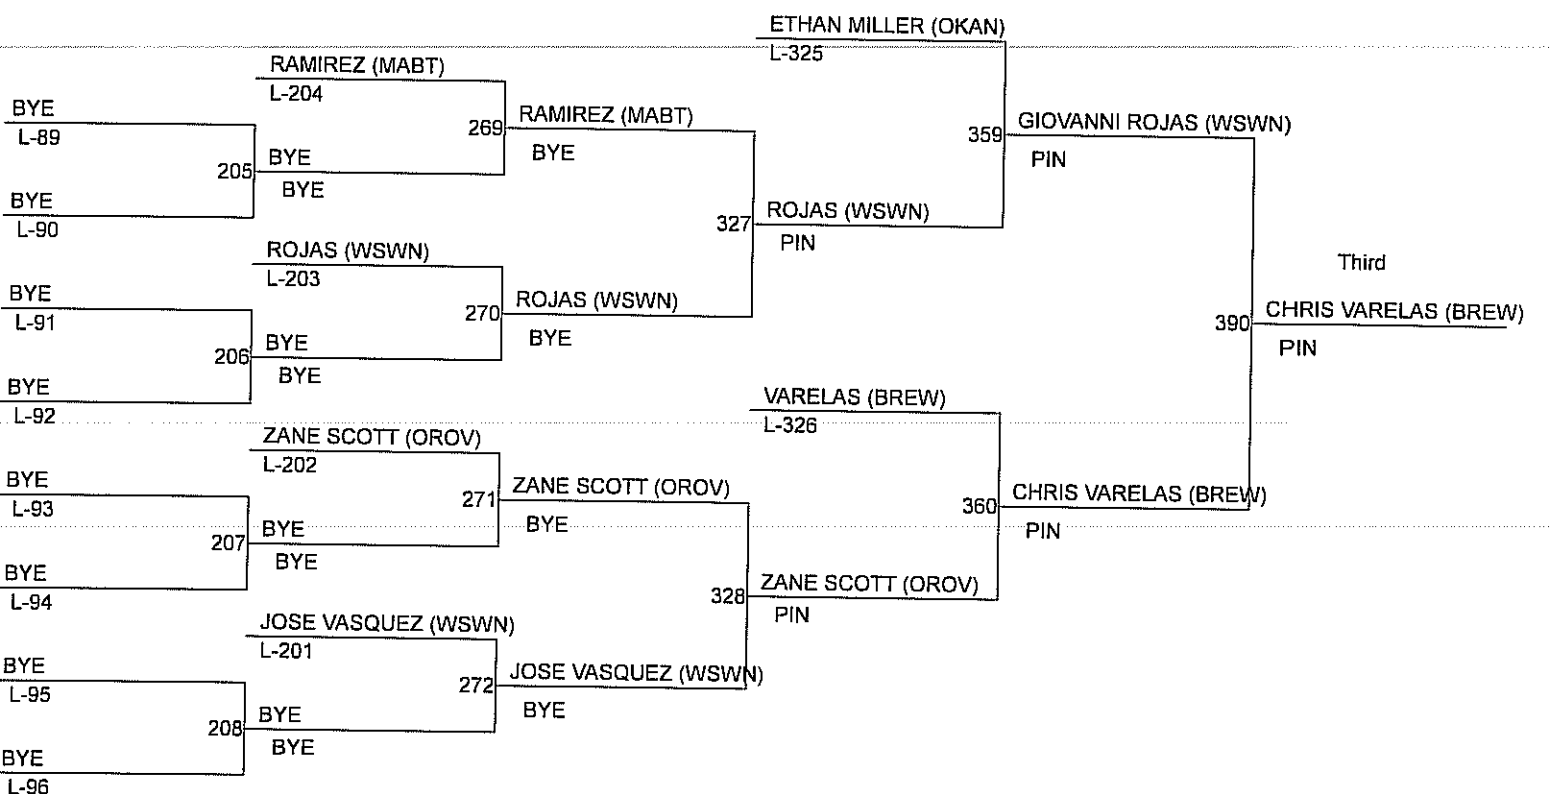 ETHAN MILLER (OKAN)
L-325
RAMIREZ (MABT)
L-204
BYE
L-89
269
RAMIREZ (MABT)
BYE
359
GIOVANNI ROJAS (WSWN)
PIN
205
BYE
BYE
BYE
L-90
327
ROJAS (WSWN)
PIN
ROJAS (WSWN)
L-203
Third
BYE
L-91
270
ROJAS (WSWN)
BYE
390
CHRIS VARELAS (BREW)
PIN
206
BYE
BYE
BYE
L-92
VARELAS (BREW)
L-326
ZANE SCOTT (OROV)
L-202
BYE
L-93
271
ZANE SCOTT (OROV)
BYE
360
CHRIS VARELAS (BREW)
PIN
207
BYE
BYE
BYE
L-94
328
ZANE SCOTT (OROV)
PIN
JOSE VASQUEZ (WSWN)
L-201
BYE
L-95
272
JOSE VASQUEZ (WSWN)
BYE
208
BYE
BYE
BYE
L-96